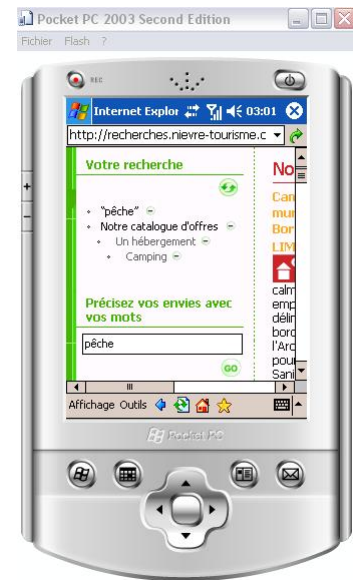 Pocket PC 2003 Second Edition
Fichier Flash ?
REC
Internet Explor 03:01
http://recherches.nievre-tourisme.c
Votre recherche
"pêche"
Notre catalogue d'offres
Un hébergement
Camping
Précisez vos envies avec
vos mots
pêche
GO
No
Can
mur
Bor
LIM
calm
emp
délin
bord
l'Arc
pour
Sani
Affichage Outils
Pocket PC